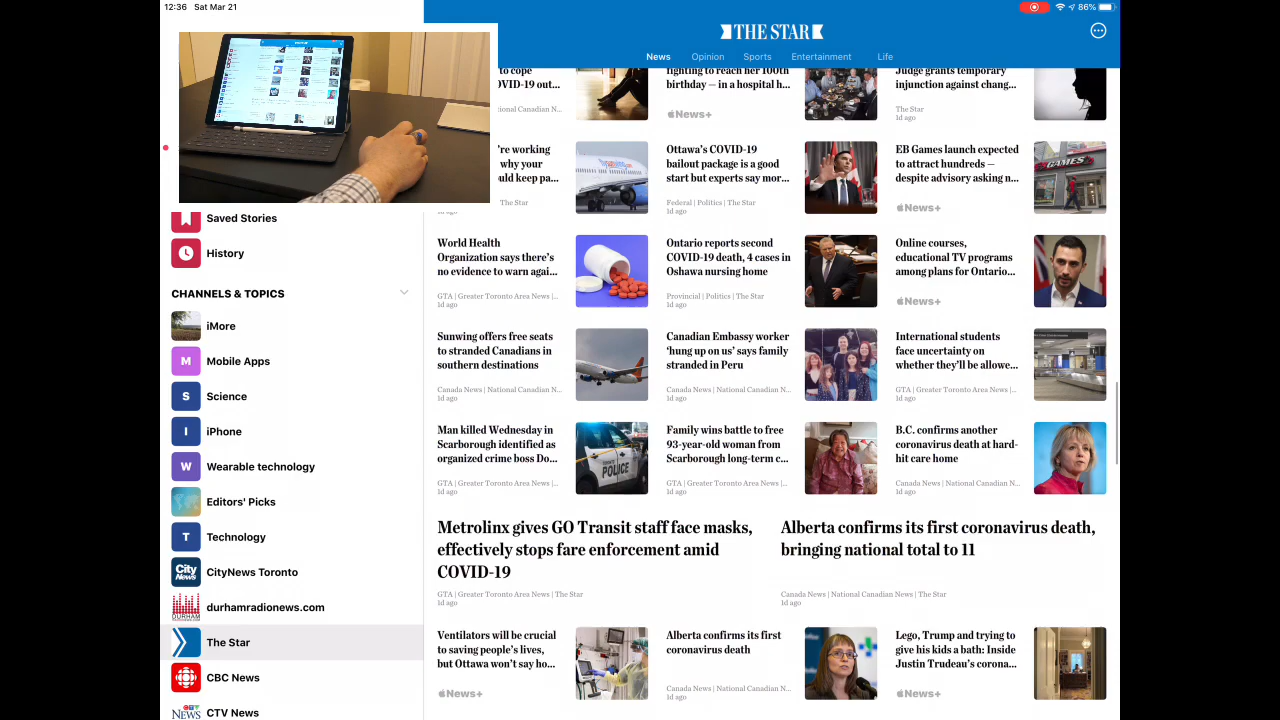 12:36 Sat Mar 21
86%
THE STAR
News Opinion Sports Entertainment Life
to cope
OVID-19 out...
tional Canadian N...
fighting to reach her 100th
birthday — in a hospital h...
News+
Judge grants temporary
injunction against chang...
The Star
1d ago
're working
why your
uld keep pa...
The Star
1d ago
Ottawa's COVID-19
bailout package is a good
start but experts say mor...
Federal | Politics | The Star
1d ago
EB Games launch expected
to attract hundreds —
despite advisory asking n...
News+
GAMES
Saved Stories
History
CHANNELS & TOPICS
iMore
M Mobile Apps
S Science
I iPhone
W Wearable technology
Editors' Picks
T Technology
City News CityNews Toronto
DURHAM durhamradionews.com
The Star
CBC News
CTV NEWS CTV News
World Health
Organization says there's
no evidence to warn agai...
GTA | Greater Toronto Area News |...
1d ago
Ontario reports second
COVID-19 death, 4 cases in
Oshawa nursing home
Provincial | Politics | The Star
1d ago
Online courses,
educational TV programs
among plans for Ontario...
News+
Sunwing offers free seats
to stranded Canadians in
southern destinations
Canada News | National Canadian N...
1d ago
Canadian Embassy worker
'hung up on us' says family
stranded in Peru
Canada News | National Canadian N...
1d ago
International students
face uncertainty on
whether they'll be allowe...
GTA | Greater Toronto Area News |...
1d ago
Man killed Wednesday in
Scarborough identified as
organized crime boss Do...
GTA | Greater Toronto Area News |...
1d ago
POLICE
Family wins battle to free
93-year-old woman from
Scarborough long-term c...
GTA | Greater Toronto Area News |...
1d ago
B.C. confirms another
coronavirus death at hard-
hit care home
Canada News | National Canadian N...
1d ago
Metrolinx gives GO Transit staff face masks,
effectively stops fare enforcement amid
COVID-19
GTA | Greater Toronto Area News | The Star
1d ago
Alberta confirms its first coronavirus death,
bringing national total to 11
Canada News | National Canadian News | The Star
1d ago
Ventilators will be crucial
to saving people's lives,
but Ottawa won't say ho...
News+
Alberta confirms its first
coronavirus death
Canada News | National Canadian N...
1d ago
Lego, Trump and trying to
give his kids a bath: Inside
Justin Trudeau's corona...
News+